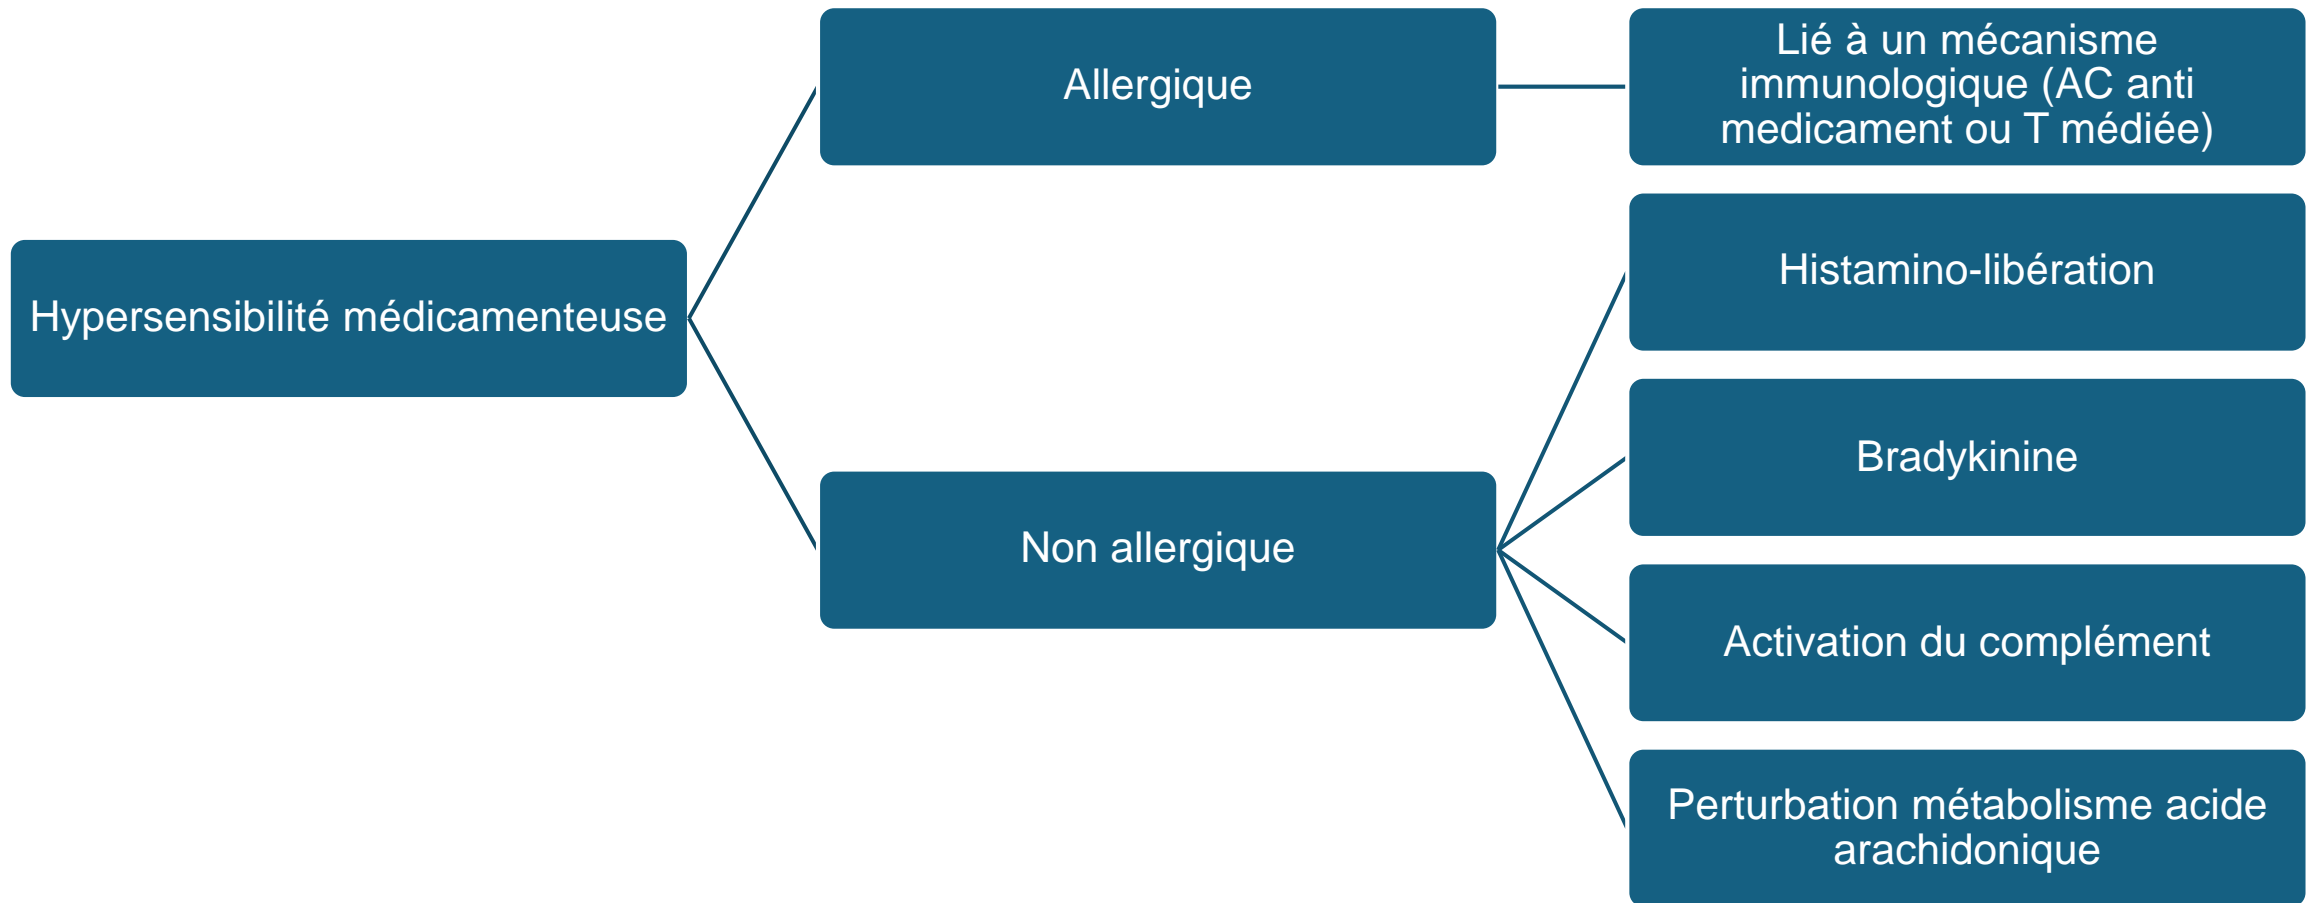 Hypersensibilité médicamenteuse
Allergique
Lié à un mécanisme
immunologique (AC anti
medicament ou T médiée)
Non allergique
Histamino-libération
Bradykinine
Activation du complément
Perturbation métabolisme acide
arachidonique